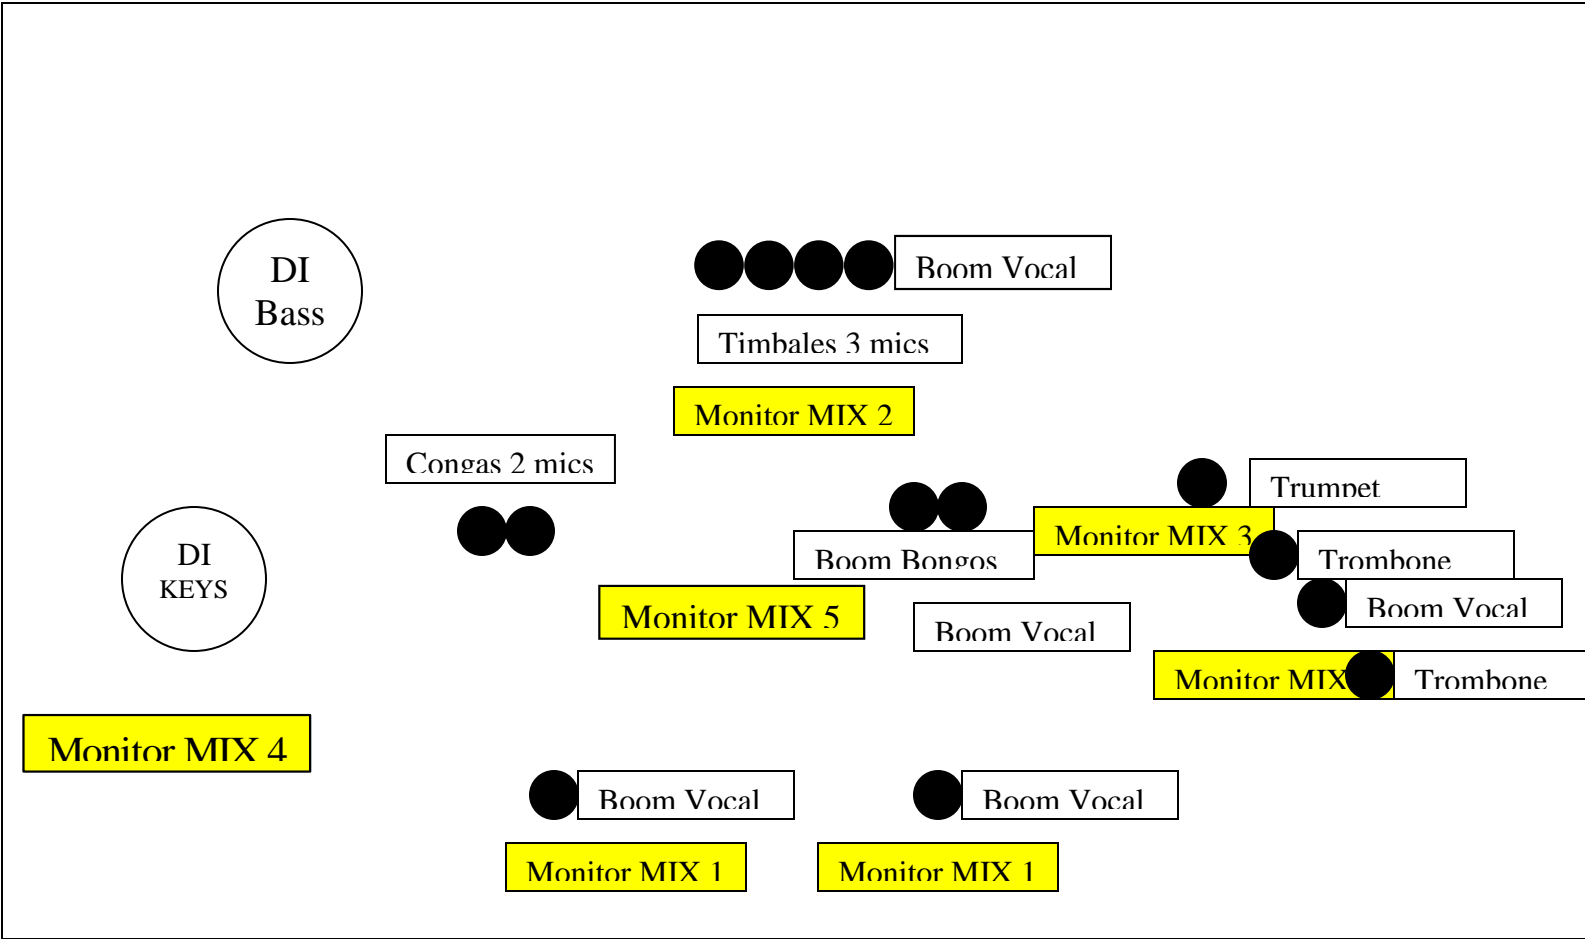 DI
Bass
Boom Vocal
Timbales 3 mics
Monitor MIX 2
Congas 2 mics
Trumpet
Monitor MIX 3
DI
KEYS
Boom Bongos
Trombone
Monitor MIX 5
Boom Vocal
Boom Vocal
Monitor MIX
Trombone
Monitor MIX 4
Boom Vocal
Boom Vocal
Monitor MIX 1
Monitor MIX 1